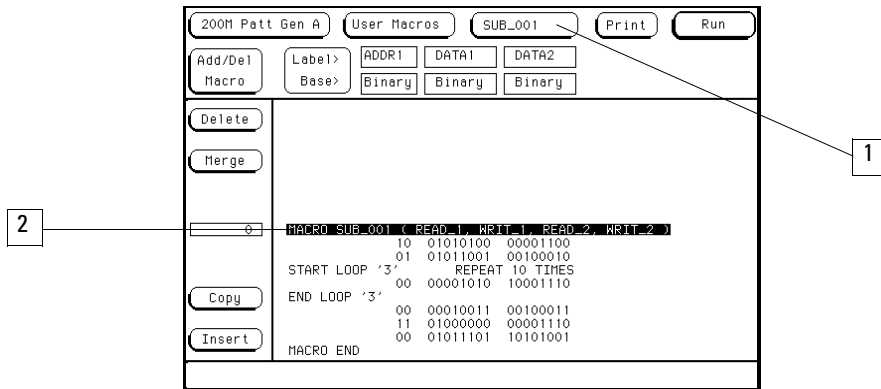 200M Patt Gen A User Macros SUB_001 Print Run
Add/Del Macro
Label> ADDR1 DATA1 DATA2
Base> Binary Binary Binary
Delete
1
Merge
2
0 MACRO SUB_001 ( READ_1, WRIT_1, READ_2, WRIT_2 )
10 01010100 00001100
01 01011001 00100010
START LOOP '3' REPEAT 10 TIMES
00 00001010 10001110
Copy
END LOOP '3'
00 00010011 00100011
11 01000000 00001110
Insert
00 01011101 10101001
MACRO END